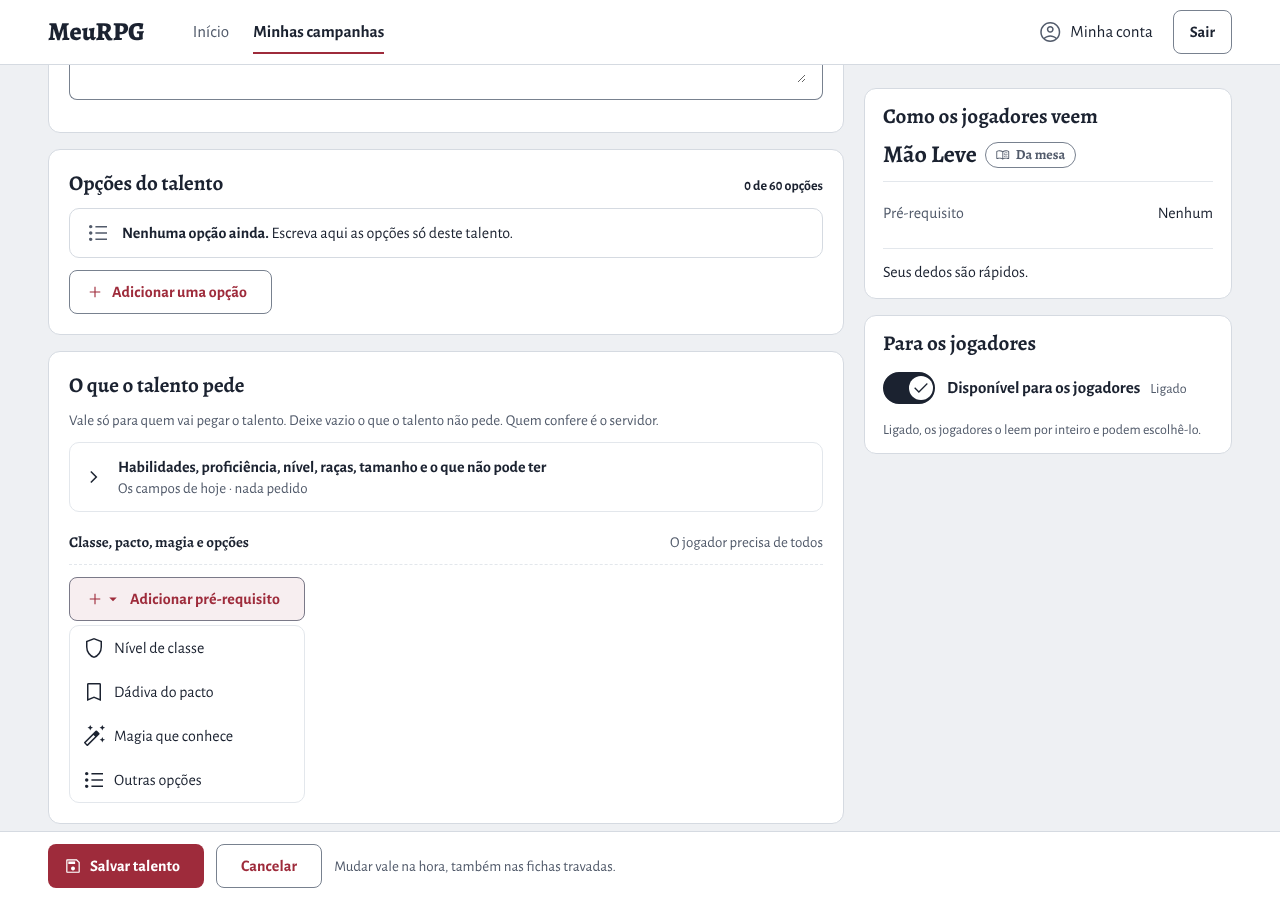 MeuRPG
Início
Minhas campanhas
Minha conta
Sair
Opções do talento
0 de 60 opções
Nenhuma opção ainda. Escreva aqui as opções só deste talento.
Adicionar uma opção
O que o talento pede
Vale só para quem vai pegar o talento. Deixe vazio o que o talento não pede. Quem confere é o servidor.
Habilidades, proficiência, nível, raças, tamanho e o que não pode ter
Os campos de hoje · nada pedido
Classe, pacto, magia e opções
O jogador precisa de todos
Adicionar pré-requisito
Nível de classe
Dádiva do pacto
Magia que conhece
Outras opções
Como os jogadores veem
Mão Leve
Da mesa
Pré-requisito
Nenhum
Seus dedos são rápidos.
Para os jogadores
Disponível para os jogadores
Ligado
Ligado, os jogadores o leem por inteiro e podem escolhê-lo.
Salvar talento
Cancelar
Mudar vale na hora, também nas fichas travadas.